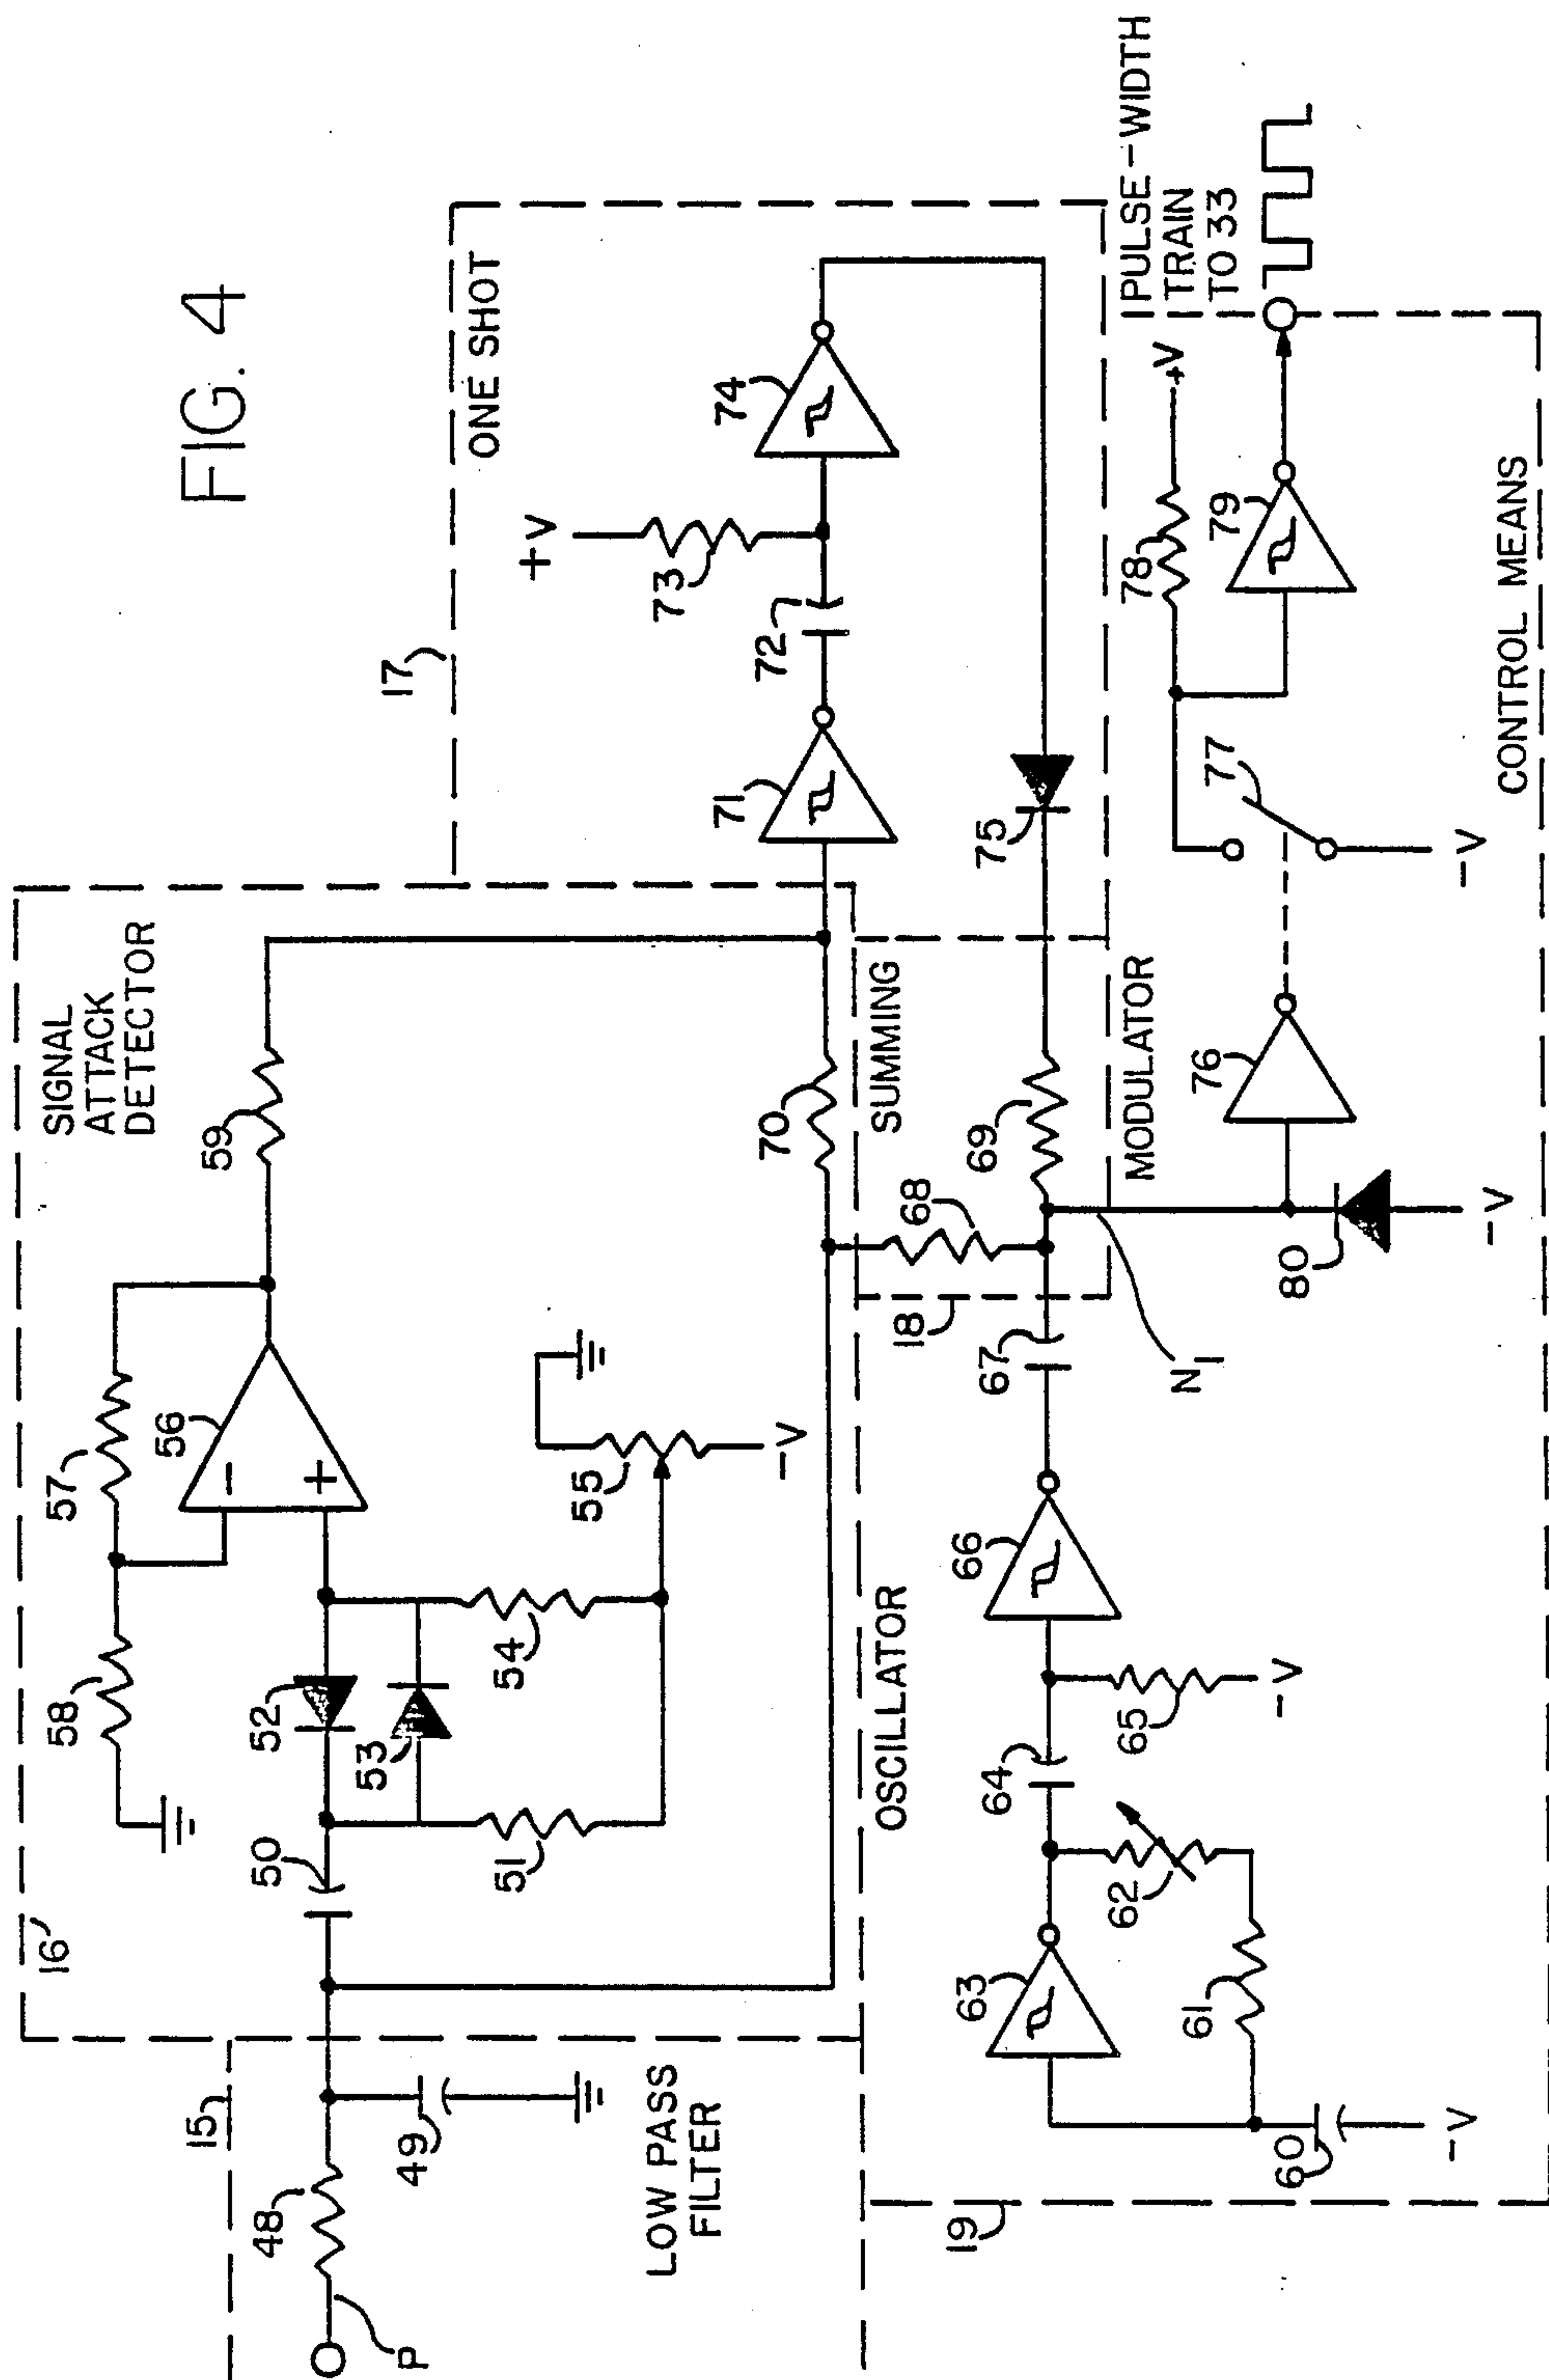 FIG. 4
15
P
48
49
LOW PASS
FILTER
16'
SIGNAL
ATTACK
DETECTOR
50
51
52
53
54
55
-V
56
-
+
57
58
59
70
17
ONE SHOT
71
72
73
+V
74
75
SUMMING
18
68
69
N1
OSCILLATOR
19
60
-V
61
62
63
64
65
-V
66
67
MODULATOR
76
80
-V
77
-V
78
+V
79
CONTROL MEANS
PULSE-WIDTH
TRAIN
TO 33